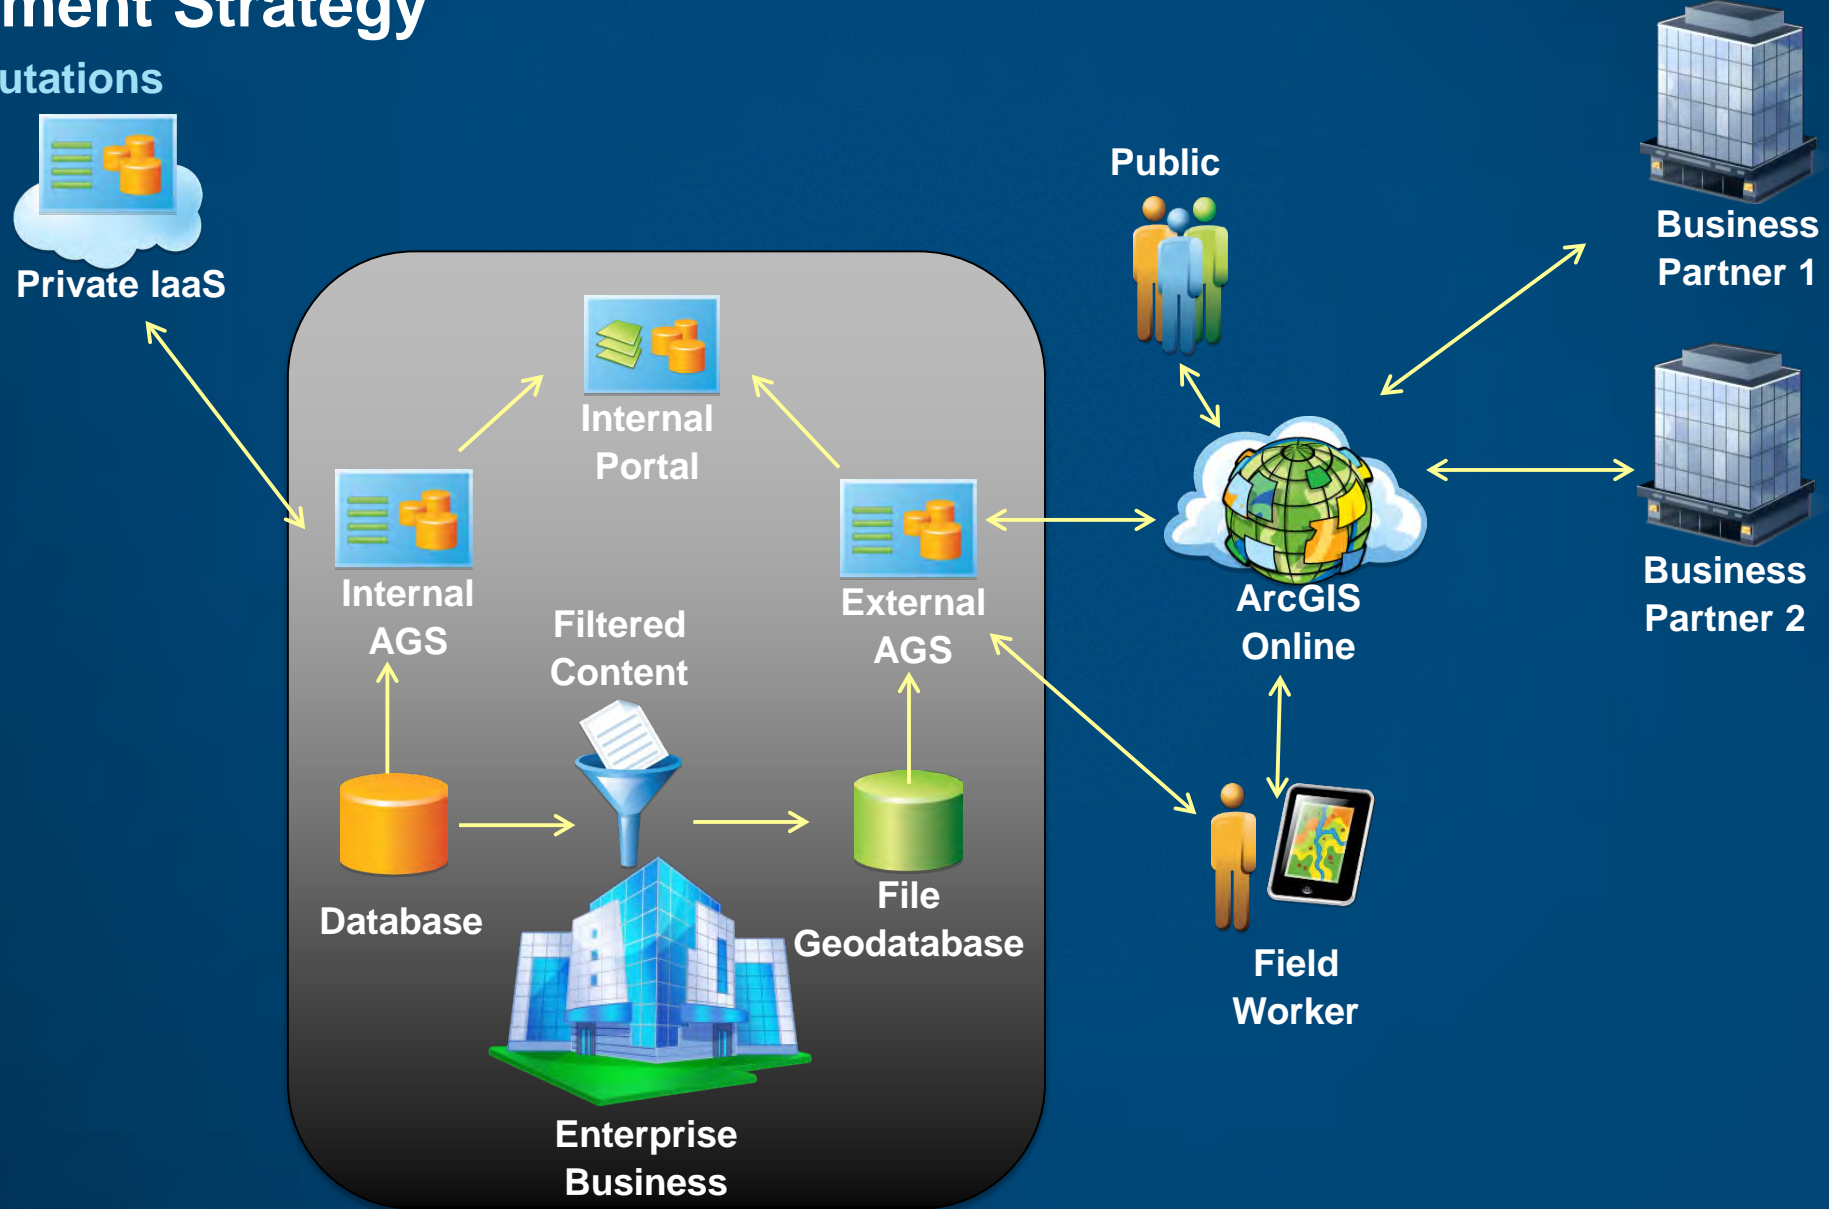 ment Strategy
utations
Private IaaS
Public
Business
Partner 1
Internal
Portal
Internal
AGS
Filtered
Content
External
AGS
ArcGIS
Online
Business
Partner 2
Database
File
Geodatabase
Field
Worker
Enterprise
Business